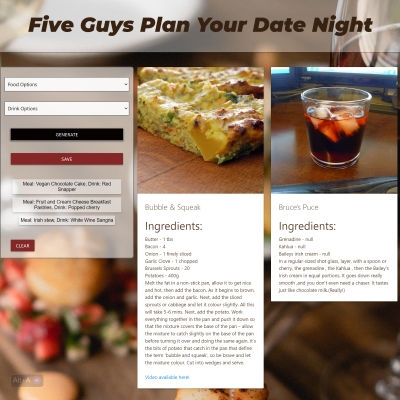 Five Guys Plan Your Date Night
Food Options
Drink Options
GENERATE
SAVE
Meal: Vegan Chocolate Cake, Drink: Red
Snapper
Meal: Fruit and Cream Cheese Breakfast
Pastries, Drink: Popped cherry
Meal: Irish stew, Drink: White Wine Sangria
CLEAR
Bubble & Squeak
Ingredients:
Butter - 1 tbs
Bacon - 4
Onion - 1 finely sliced
Garlic Clove - 1 chopped
Brussels Sprouts - 20
Potatoes - 400g
Melt the fat in a non-stick pan, allow it to get nice
and hot, then add the bacon. As it begins to brown,
add the onion and garlic. Next, add the sliced
sprouts or cabbage and let it colour slightly. All this
will take 5-6 mins. Next, add the potato. Work
everything together in the pan and push it down so
that the mixture covers the base of the pan – allow
the mixture to catch slightly on the base of the pan
before turning it over and doing the same again. It's
the bits of potato that catch in the pan that define
the term 'bubble and squeak', so be brave and let
the mixture colour. Cut into wedges and serve.
Video available here!
Bruce's Puce
Ingredients:
Grenadine - null
Kahlua - null
Baileys irish cream - null
In a regular-sized shot glass, layer, with a spoon or
cherry, the grenadine , the Kahlua , then the Bailey's
Irish cream in equal portions. It goes down really
smooth ,and you don't even need a chaser. It tastes
just like chocolate milk.(Really!)
Alt+A